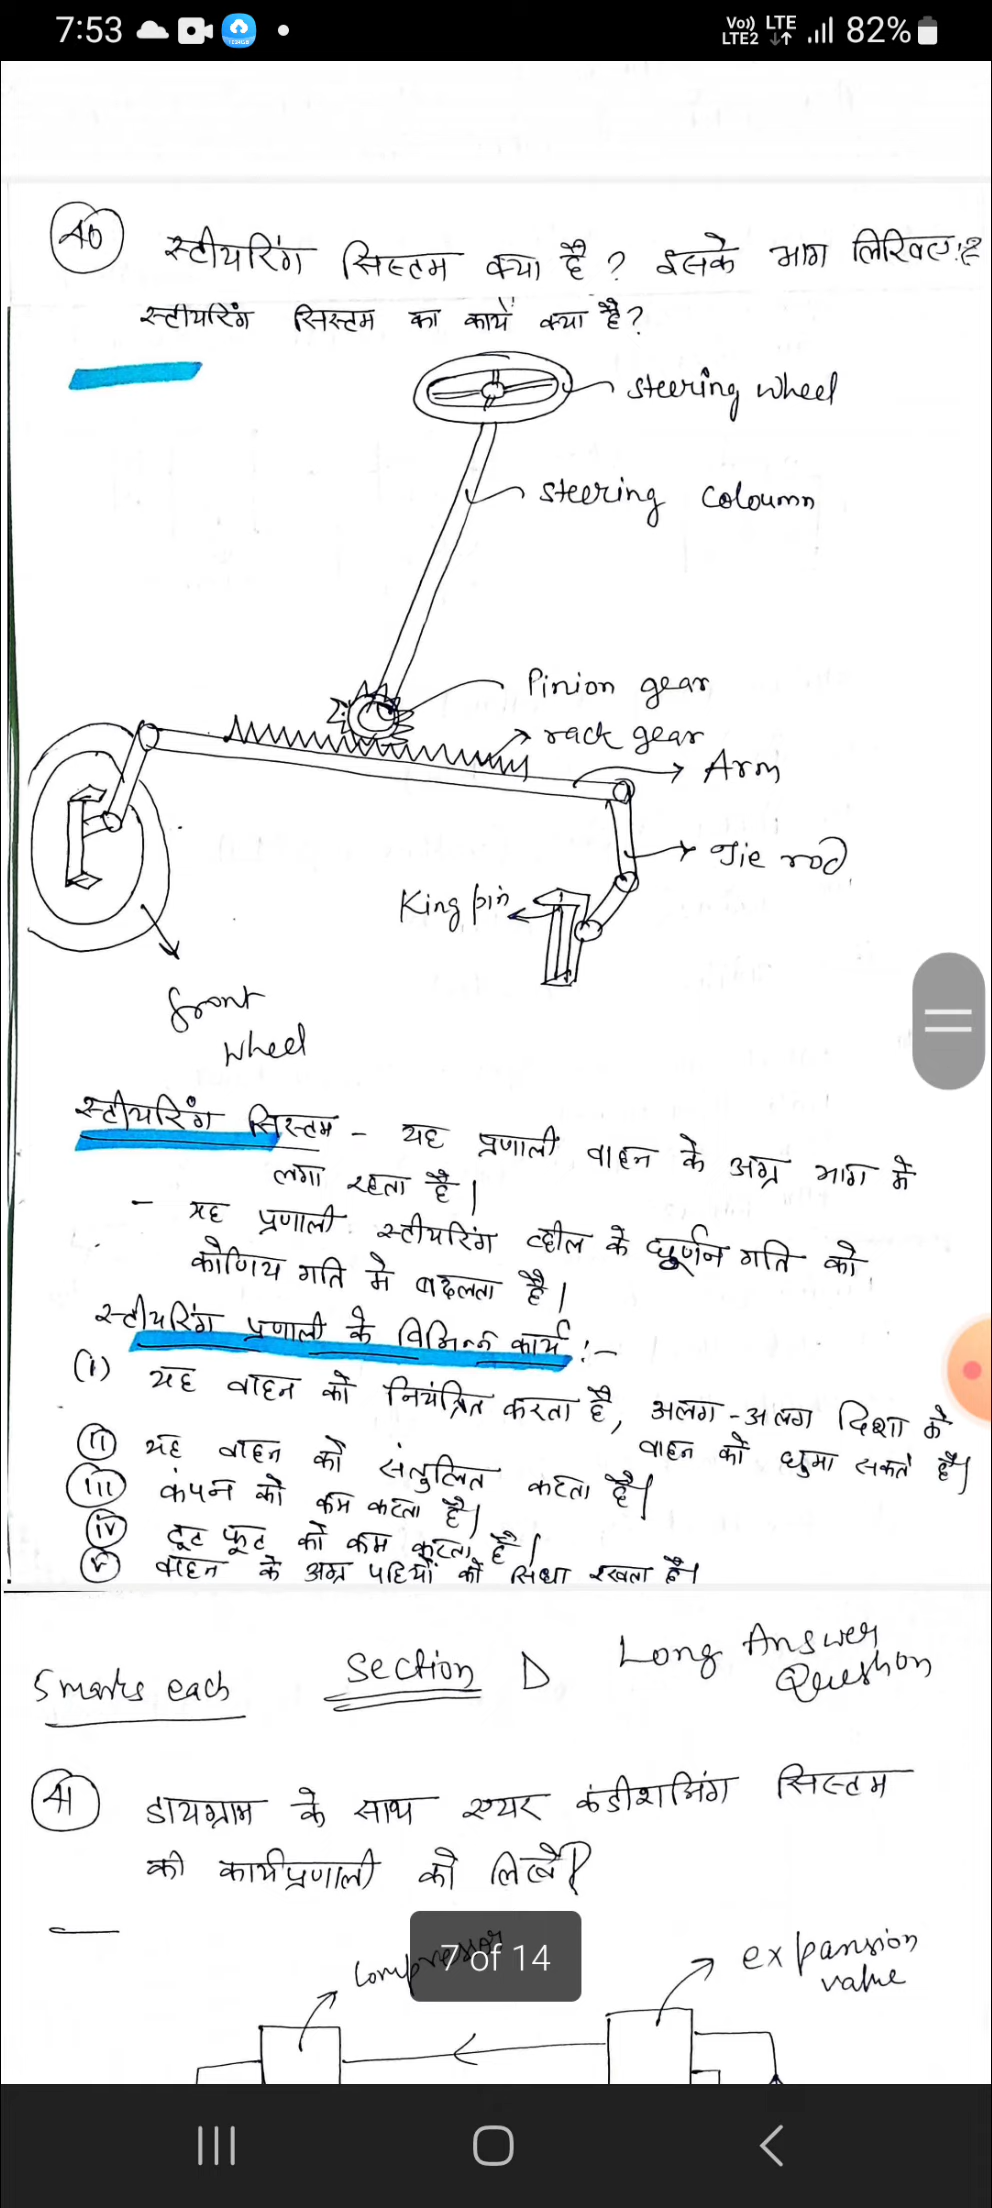 7:53
Vo)) LTE
LTE2
82%
40 स्टीयरिंग सिस्टम क्या है ? इसके भाग लिखिए ?
स्टीयरिंग सिस्टम का कार्य क्या है?
steering wheel
steering coloumn
Pinion gear
rack gear
Arm
Tie rod
King pin
front
wheel
स्टीयरिंग सिस्टम - यह प्रणाली वाहन के अग्र भाग मे
लगा रहता है।
- यह प्रणाली स्टीयरिंग व्हील के घुर्णन गति को
कोणिय गति मे बदलता है।
स्टीयरिंग प्रणाली के विभिन्न कार्य :-
(i) यह वाहन को नियंत्रित करता है, अलग-अलग दिशा के
वाहन को घुमा सकते हैं।
(ii) यह वाहन को संतुलित करता है।
(iii) कंपन को कम करता है।
(iv) टूट फूट को कम करता है।
(v) वाहन के अग्र पहियों को सिधा रखता है।
5 marks each Section D Long Answer
Question
41 डायग्राम के साथ एयर कंडीशनिंग सिस्टम
की कार्यप्रणाली को लिखें?
7 of 14
compressor
expansion
valve